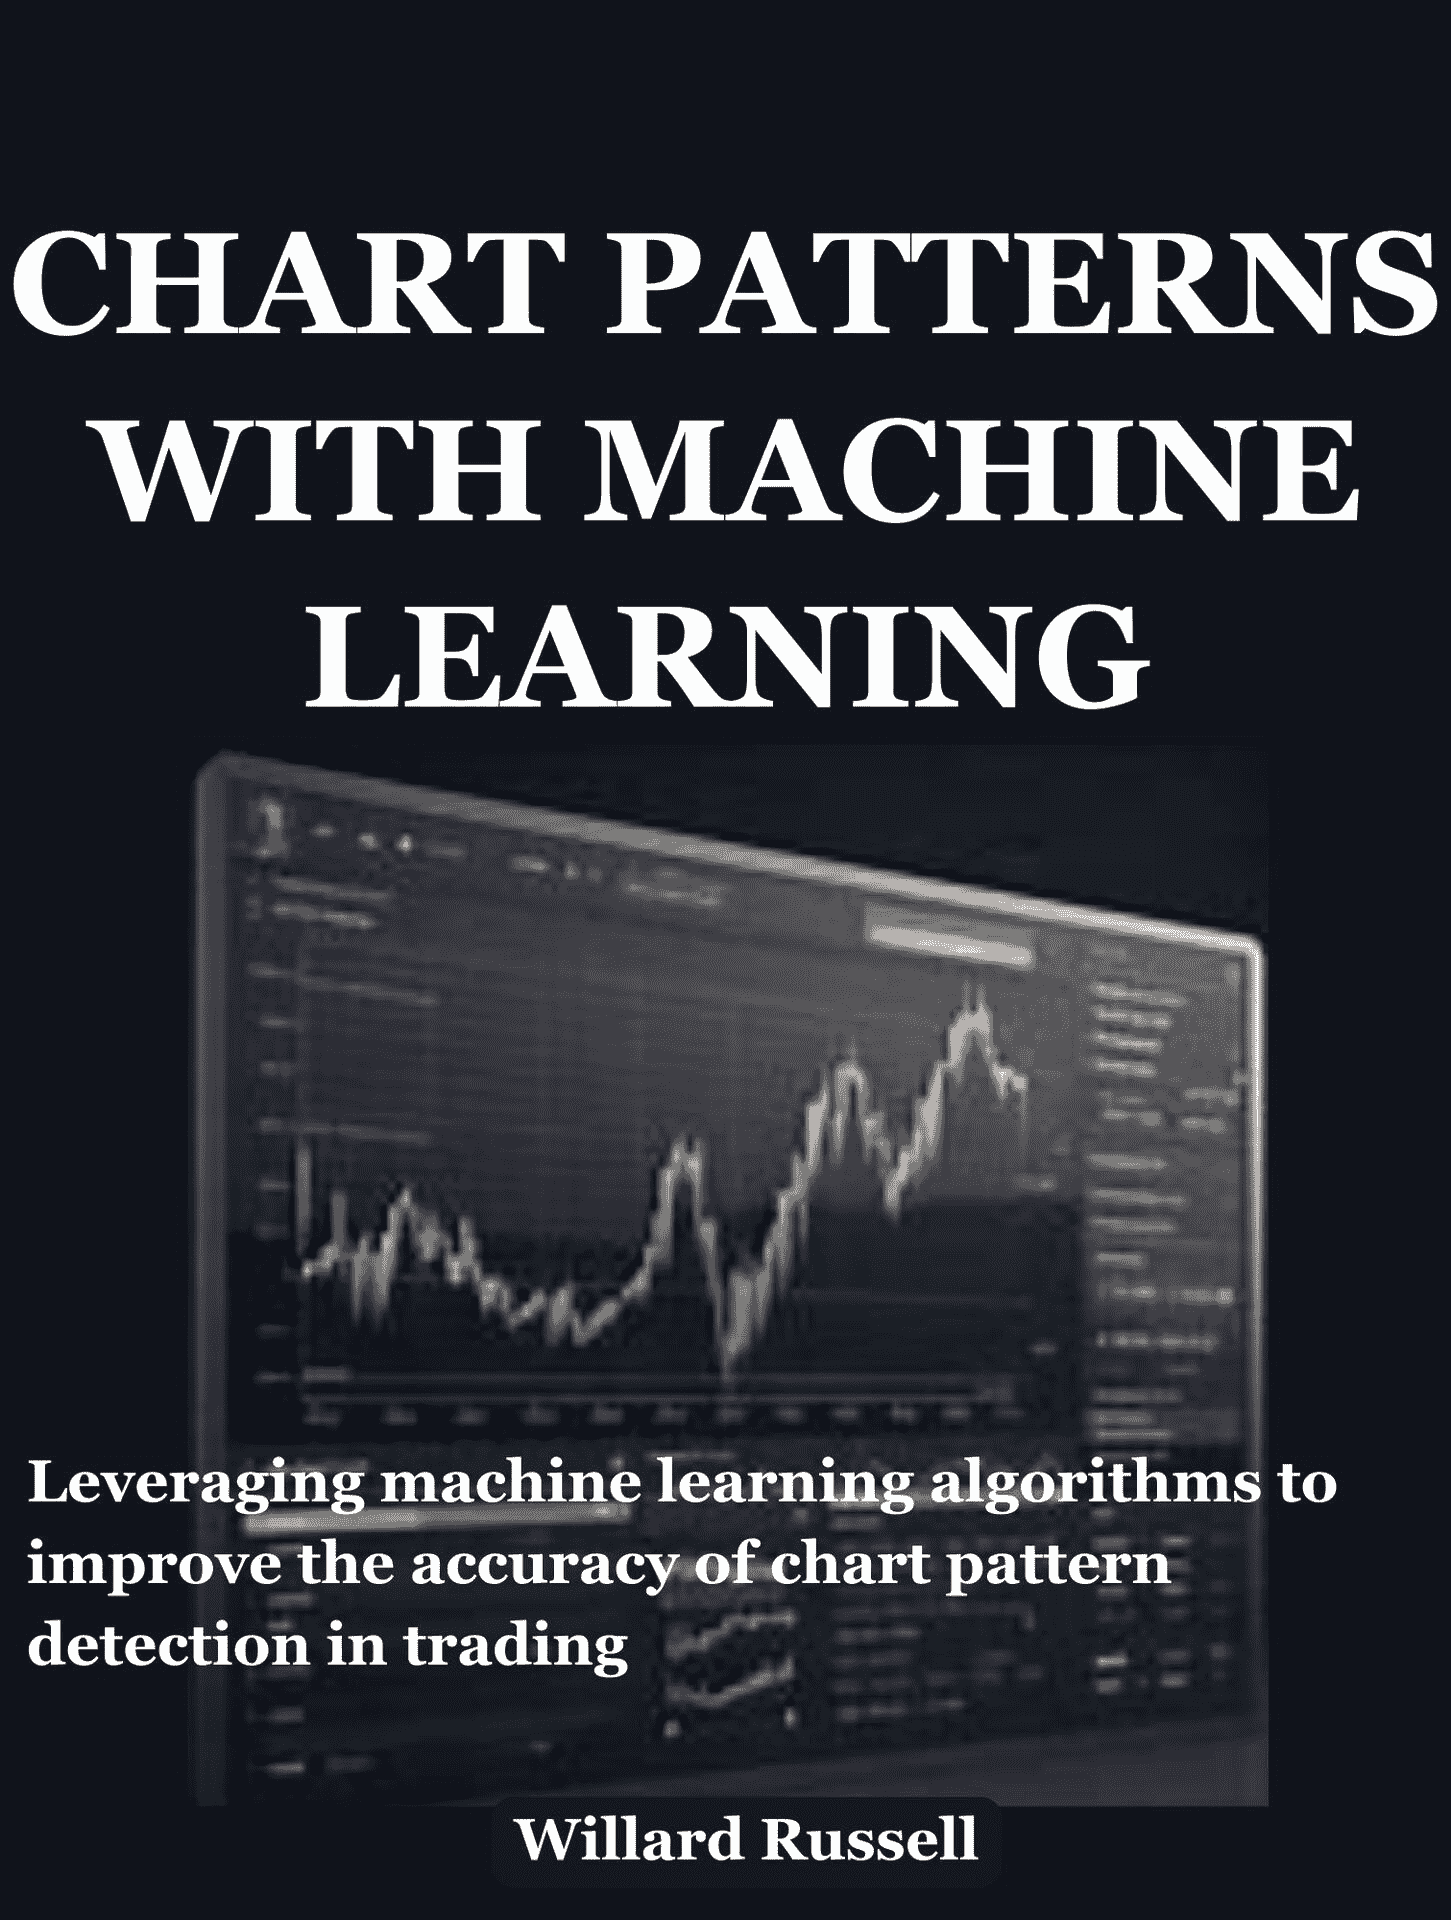 CHART PATTERNS
WITH MACHINE
LEARNING
Leveraging machine learning algorithms to
improve the accuracy of chart pattern
detection in trading
Willard Russell